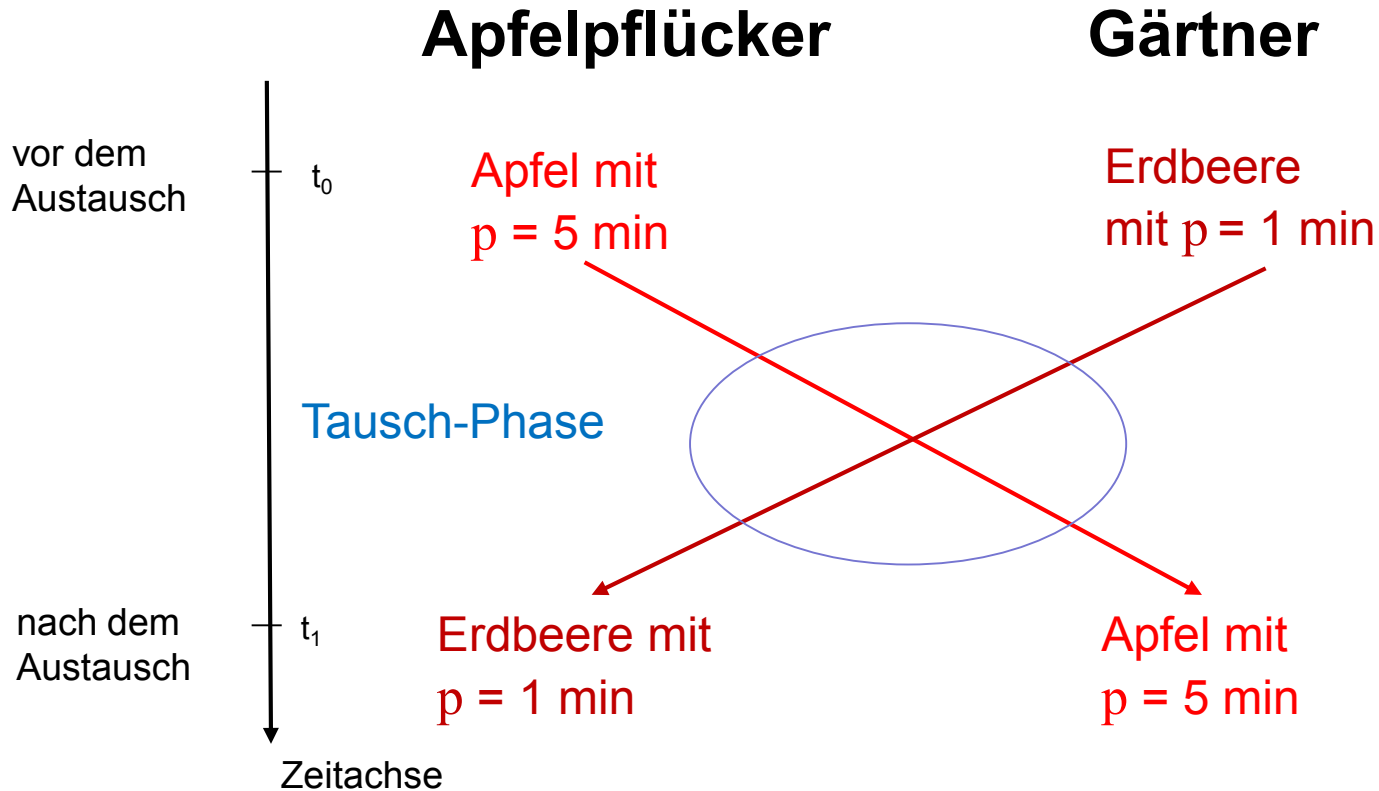 Apfelpflücker
Gärtner
vor dem
Austausch
t₀
Apfel mit
p = 5 min
Erdbeere
mit p = 1 min
Tausch-Phase
nach dem
Austausch
t₁
Erdbeere mit
p = 1 min
Apfel mit
p = 5 min
Zeitachse